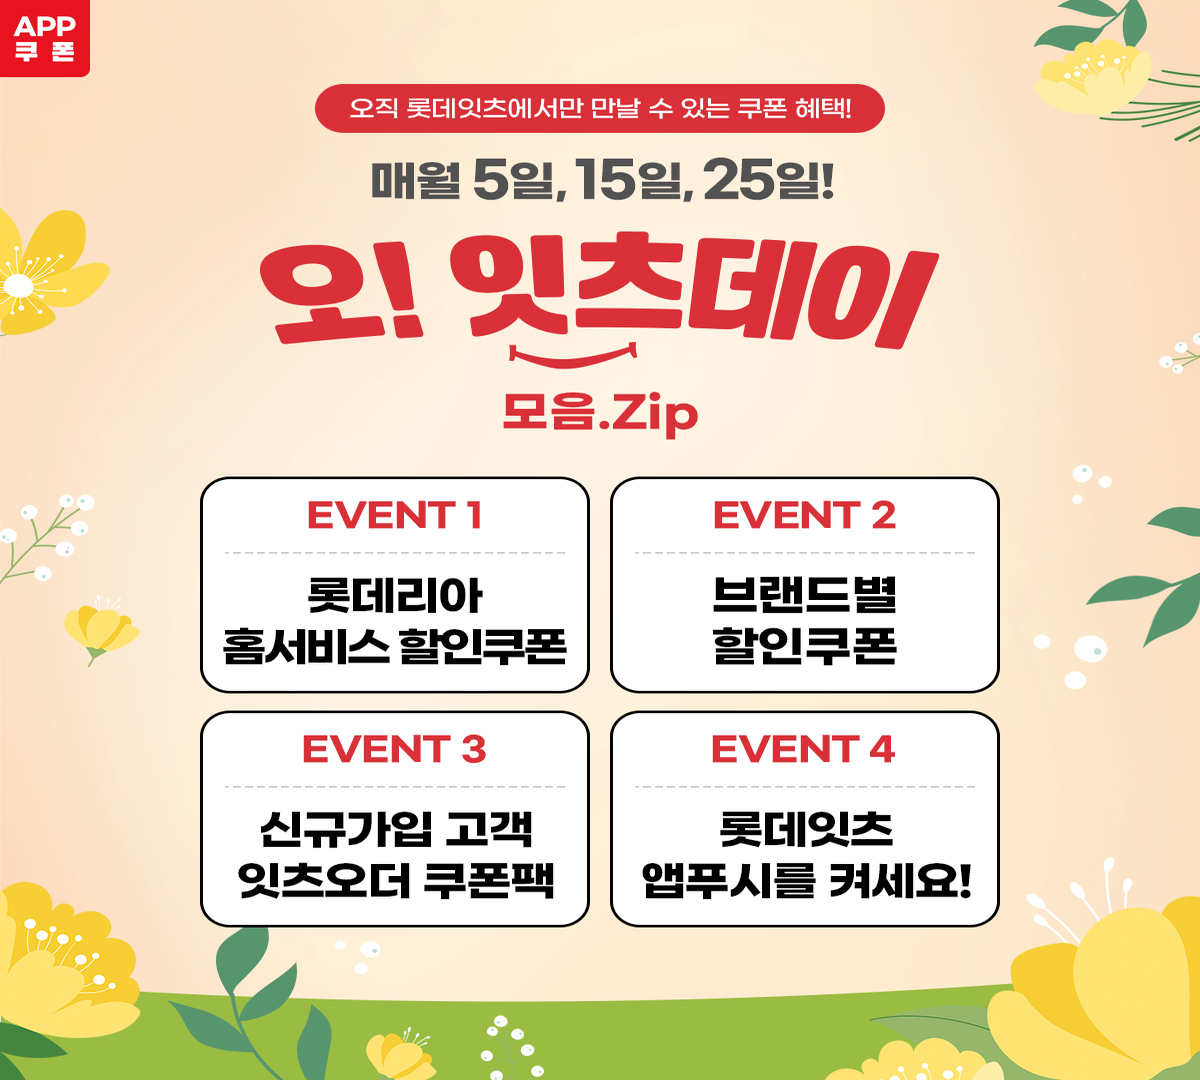 APP
쿠폰
오직 롯데잇츠에서만 만날 수 있는 쿠폰 혜택!
매월 5일, 15일, 25일!
오! 잇츠데이
모음.Zip
EVENT 1
롯데리아
홈서비스 할인쿠폰
EVENT 2
브랜드별
할인쿠폰
EVENT 3
신규가입 고객
잇츠오더 쿠폰팩
EVENT 4
롯데잇츠
앱푸시를 켜세요!